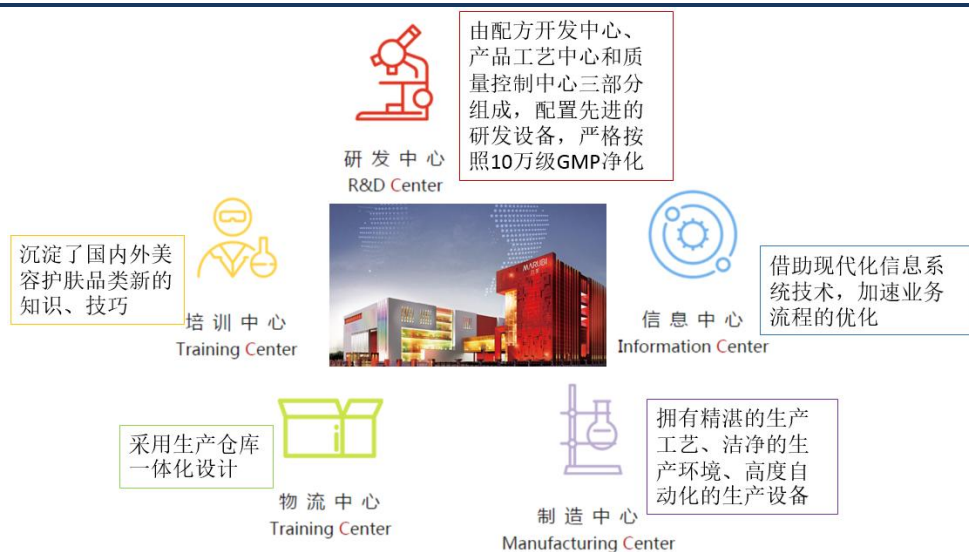 由配方开发中心、
产品工艺中心和质
量控制中心三部分
组成，配置先进的
研发设备，严格按
照10万级GMP净化
研发中心
R&D Center
沉淀了国内外美
容护肤品类新的
知识、技巧
培训中心
Training Center
MARUBI
借助现代化信息系
统技术，加速业务
流程的优化
信息中心
Information Center
采用生产仓库
一体化设计
物流中心
Training Center
拥有精湛的生产
工艺、洁净的生
产环境、高度自
动化的生产设备
制造中心
Manufacturing Center